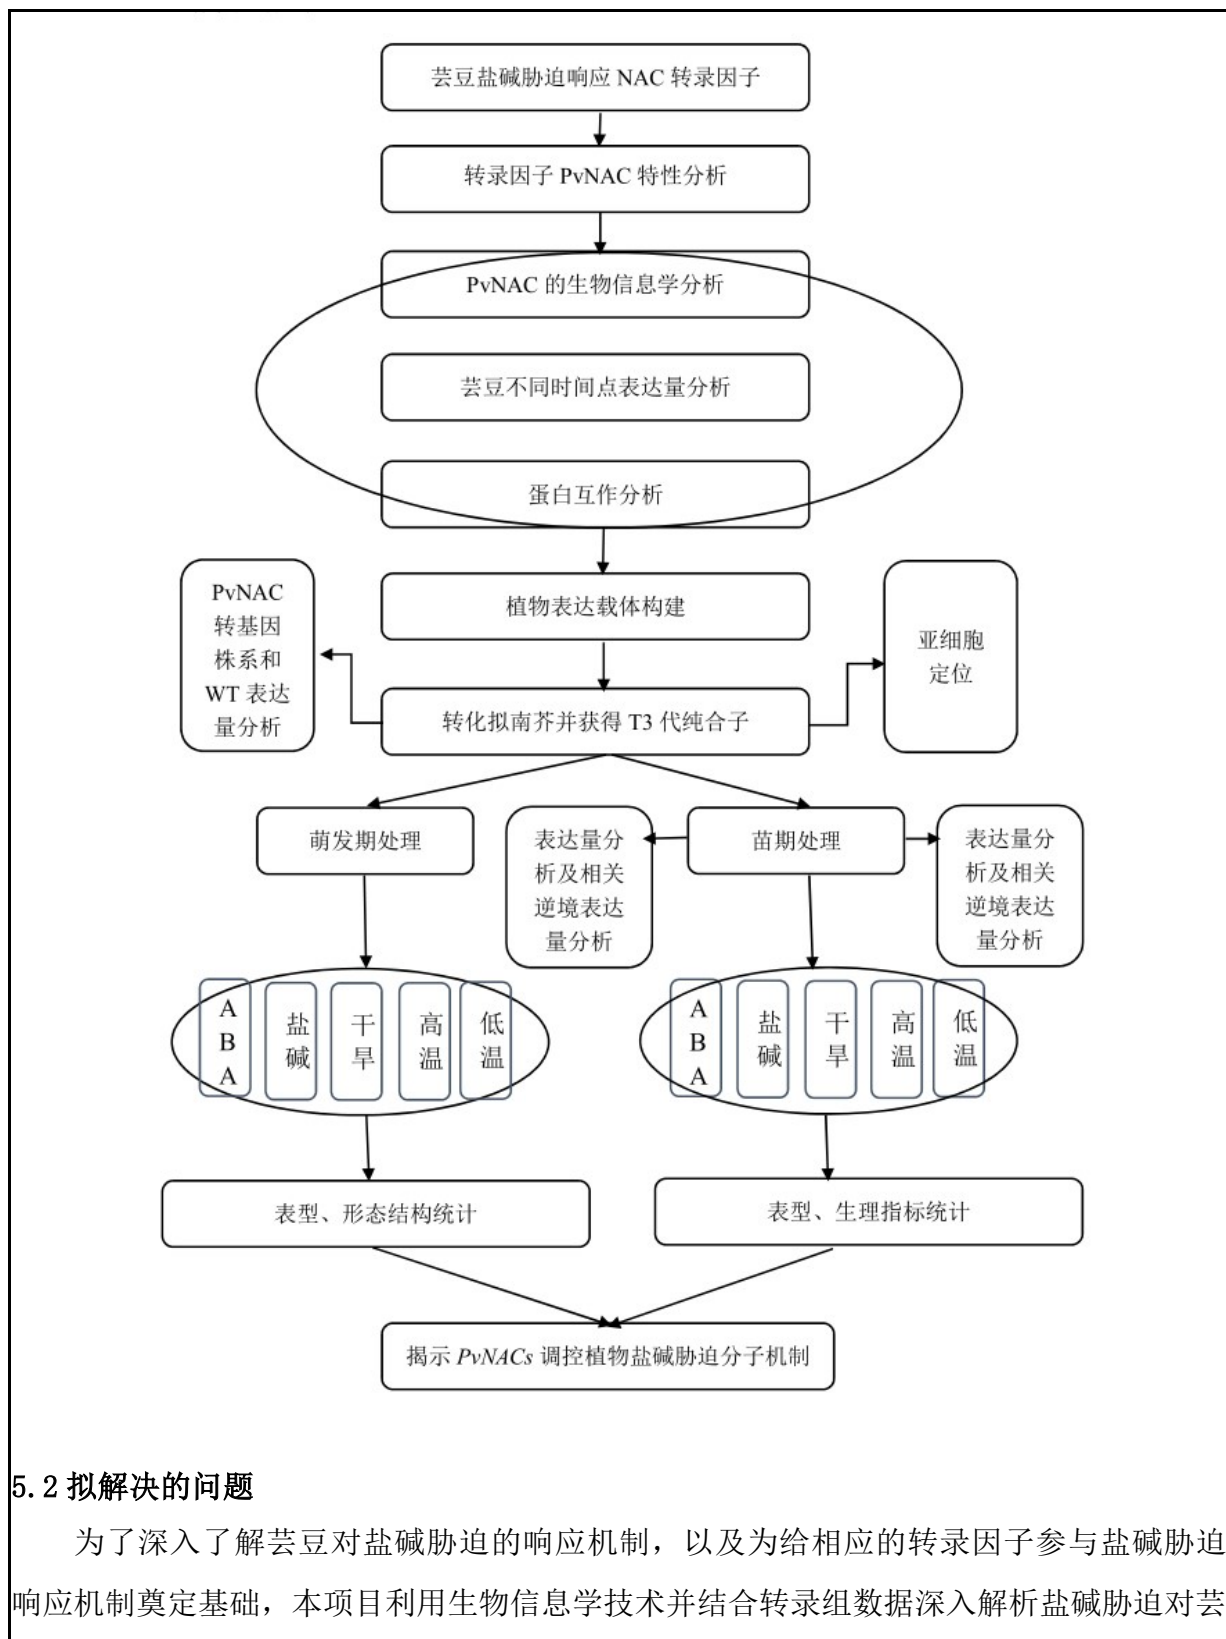 芸豆盐碱胁迫响应 NAC 转录因子
转录因子 PvNAC 特性分析
PvNAC 的生物信息学分析
芸豆不同时间点表达量分析
蛋白互作分析
植物表达载体构建
PvNAC
转基因
株系和
WT 表达
量分析
亚细胞
定位
转化拟南芥并获得 T3 代纯合子
萌发期处理
表达量分
析及相关
逆境表达
量分析
苗期处理
表达量分
析及相关
逆境表达
量分析
A
B
A
盐
碱
干
旱
高
温
低
温
A
B
A
盐
碱
干
旱
高
温
低
温
表型、形态结构统计
表型、生理指标统计
揭示 PvNACs 调控植物盐碱胁迫分子机制
5.2 拟解决的问题
为了深入了解芸豆对盐碱胁迫的响应机制，以及为给相应的转录因子参与盐碱胁迫
响应机制奠定基础，本项目利用生物信息学技术并结合转录组数据深入解析盐碱胁迫对芸